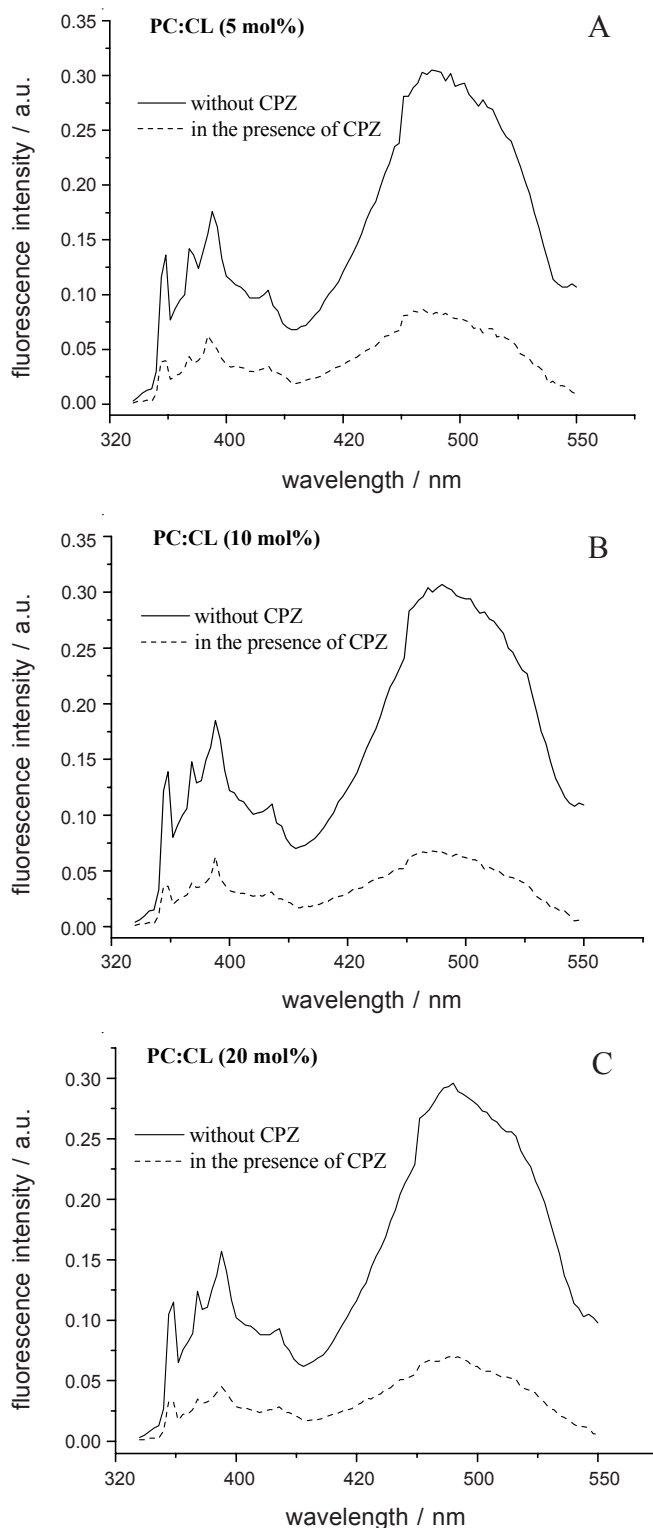 PC:CL (5 mol%)
A
0.35
0.30
0.25
0.20
0.15
0.10
0.05
0.00
without CPZ
in the presence of CPZ
fluorescence intensity / a.u.
320 400 420 500 550
wavelength / nm
PC:CL (10 mol%)
B
0.35
0.30
0.25
0.20
0.15
0.10
0.05
0.00
without CPZ
in the presence of CPZ
fluorescence intensity / a.u.
320 400 420 500 550
wavelength / nm
PC:CL (20 mol%)
C
0.30
0.25
0.20
0.15
0.10
0.05
0.00
without CPZ
in the presence of CPZ
fluorescence intensity / a.u.
320 400 420 500 550
wavelength / nm